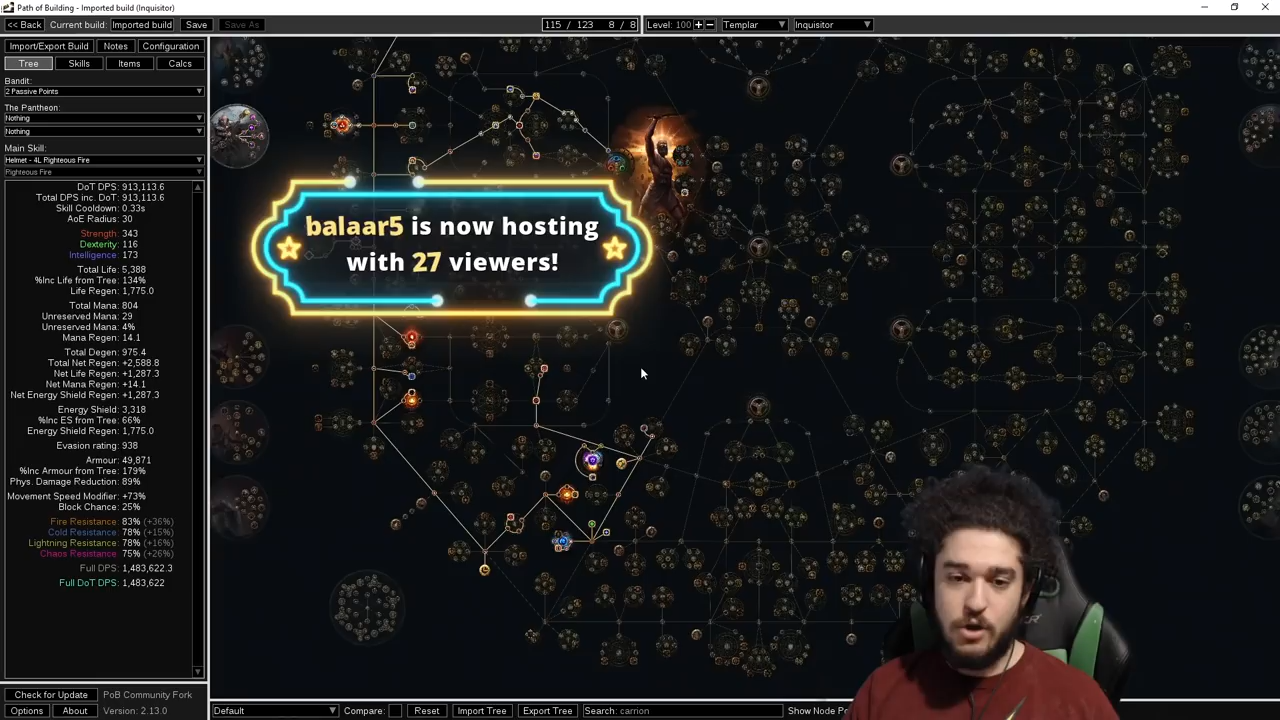 Path of Building - Imported build (Inquisitor)
<< Back Current build: Imported build Save Save As 115 / 123 8 / 8 Level: 100 + - Templar Inquisitor
Import/Export Build Notes Configuration
Tree Skills Items Calcs
Bandit:
2 Passive Points
The Pantheon:
Nothing
Nothing
Main Skill:
Helmet - 4L Righteous Fire
Righteous Fire
DoT DPS: 913,113.6
Total DPS inc. DoT: 913,113.6
Skill Cooldown: 0.33s
AoE Radius: 30
Strength: 343
Dexterity: 116
Intelligence: 173
Total Life: 5,388
%Inc Life from Tree: 134%
Life Regen: 1,775.0
Total Mana: 804
Unreserved Mana: 29
Unreserved Mana: 4%
Mana Regen: 14.1
Total Degen: 975.4
Total Net Regen: +2,588.8
Net Life Regen: +1,287.3
Net Mana Regen: +14.1
Net Energy Shield Regen: +1,287.3
Energy Shield: 3,318
%Inc ES from Tree: 66%
Energy Shield Regen: 1,775.0
Evasion rating: 938
Armour: 49,871
%Inc Armour from Tree: 179%
Phys. Damage Reduction: 89%
Movement Speed Modifier: +73%
Block Chance: 25%
Fire Resistance: 83% (+36%)
Cold Resistance: 78% (+15%)
Lightning Resistance: 78% (+16%)
Chaos Resistance: 75% (+26%)
Full DPS: 1,483,622.3
Full DoT DPS: 1,483,622
balaar5 is now hosting
with 27 viewers!
Check for Update PoB Community Fork
Options About Version: 2.13.0
Default Compare: Reset Import Tree Export Tree Search: carrion Show Node Po